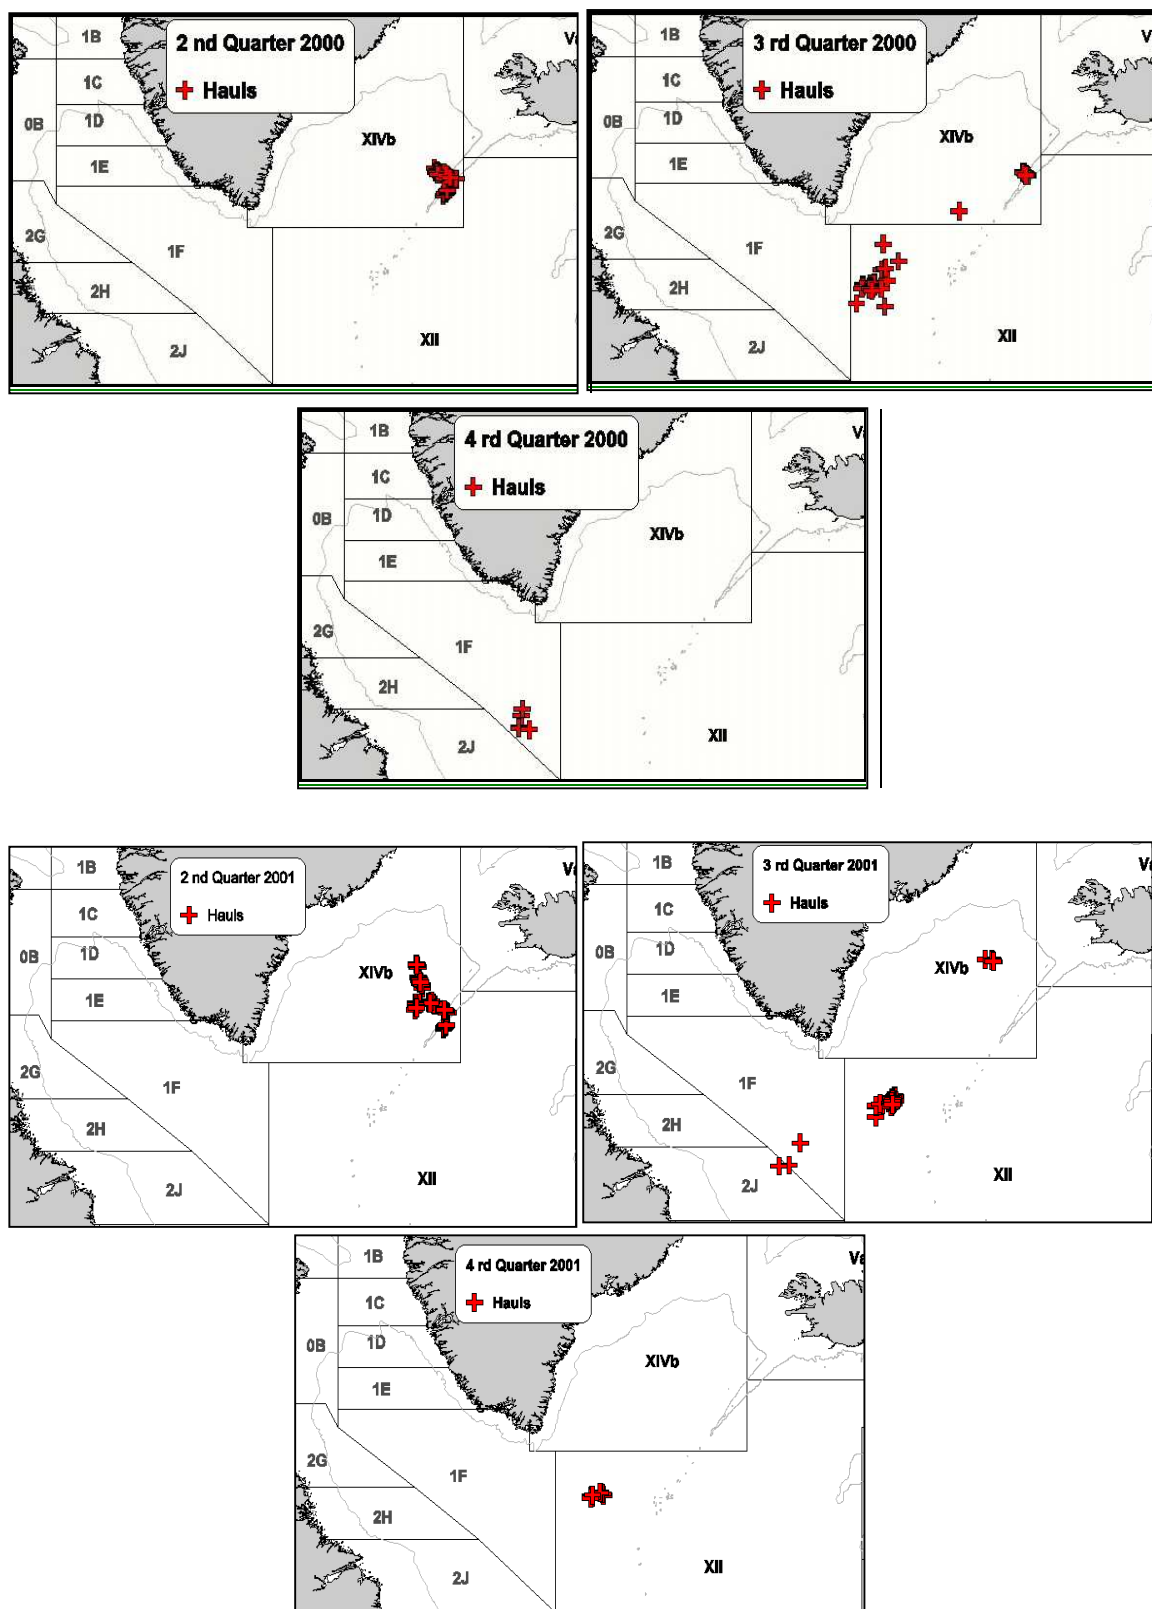 1B
2 nd Quarter 2000
Hauls
1C
0B
1D
XIVb
1E
2G
1F
2H
2J
XII
1B
3 rd Quarter 2000
Hauls
Va
1C
0B
1D
XIVb
1E
2G
1F
2H
2J
XII
1B
4 rd Quarter 2000
Hauls
1C
0B
1D
XIVb
1E
2G
1F
2H
2J
XII
1B
2 nd Quarter 2001
Hauls
Va
1C
0B
1D
XIVb
1E
2G
1F
2H
2J
XII
1B
3 rd Quarter 2001
Hauls
Va
1C
0B
1D
XIVb
1E
2G
1F
2H
2J
XII
1B
4 rd Quarter 2001
Hauls
Va
1C
0B
1D
XIVb
1E
2G
1F
2H
2J
XII